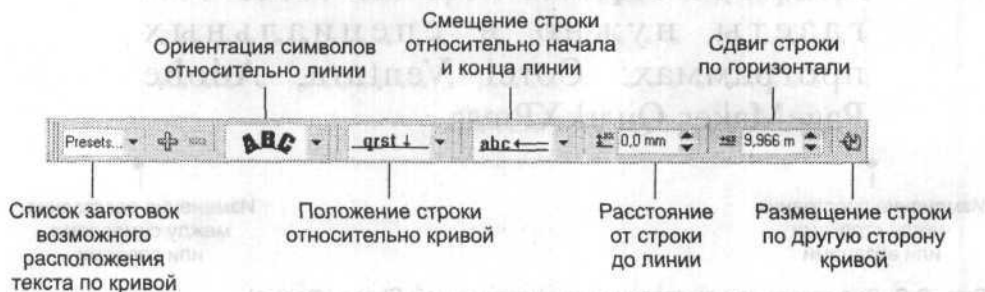 Смещение строки
относительно начала
и конца линии
Ориентация символов
относительно линии
Сдвиг строки
по горизонтали
Presets... ABC qrst abc 0,0 mm 9,966 m
Список заготовок
возможного
расположения
текста по кривой
Положение строки
относительно кривой
Расстояние
от строки
до линии
Размещение строки
по другую сторону
кривой